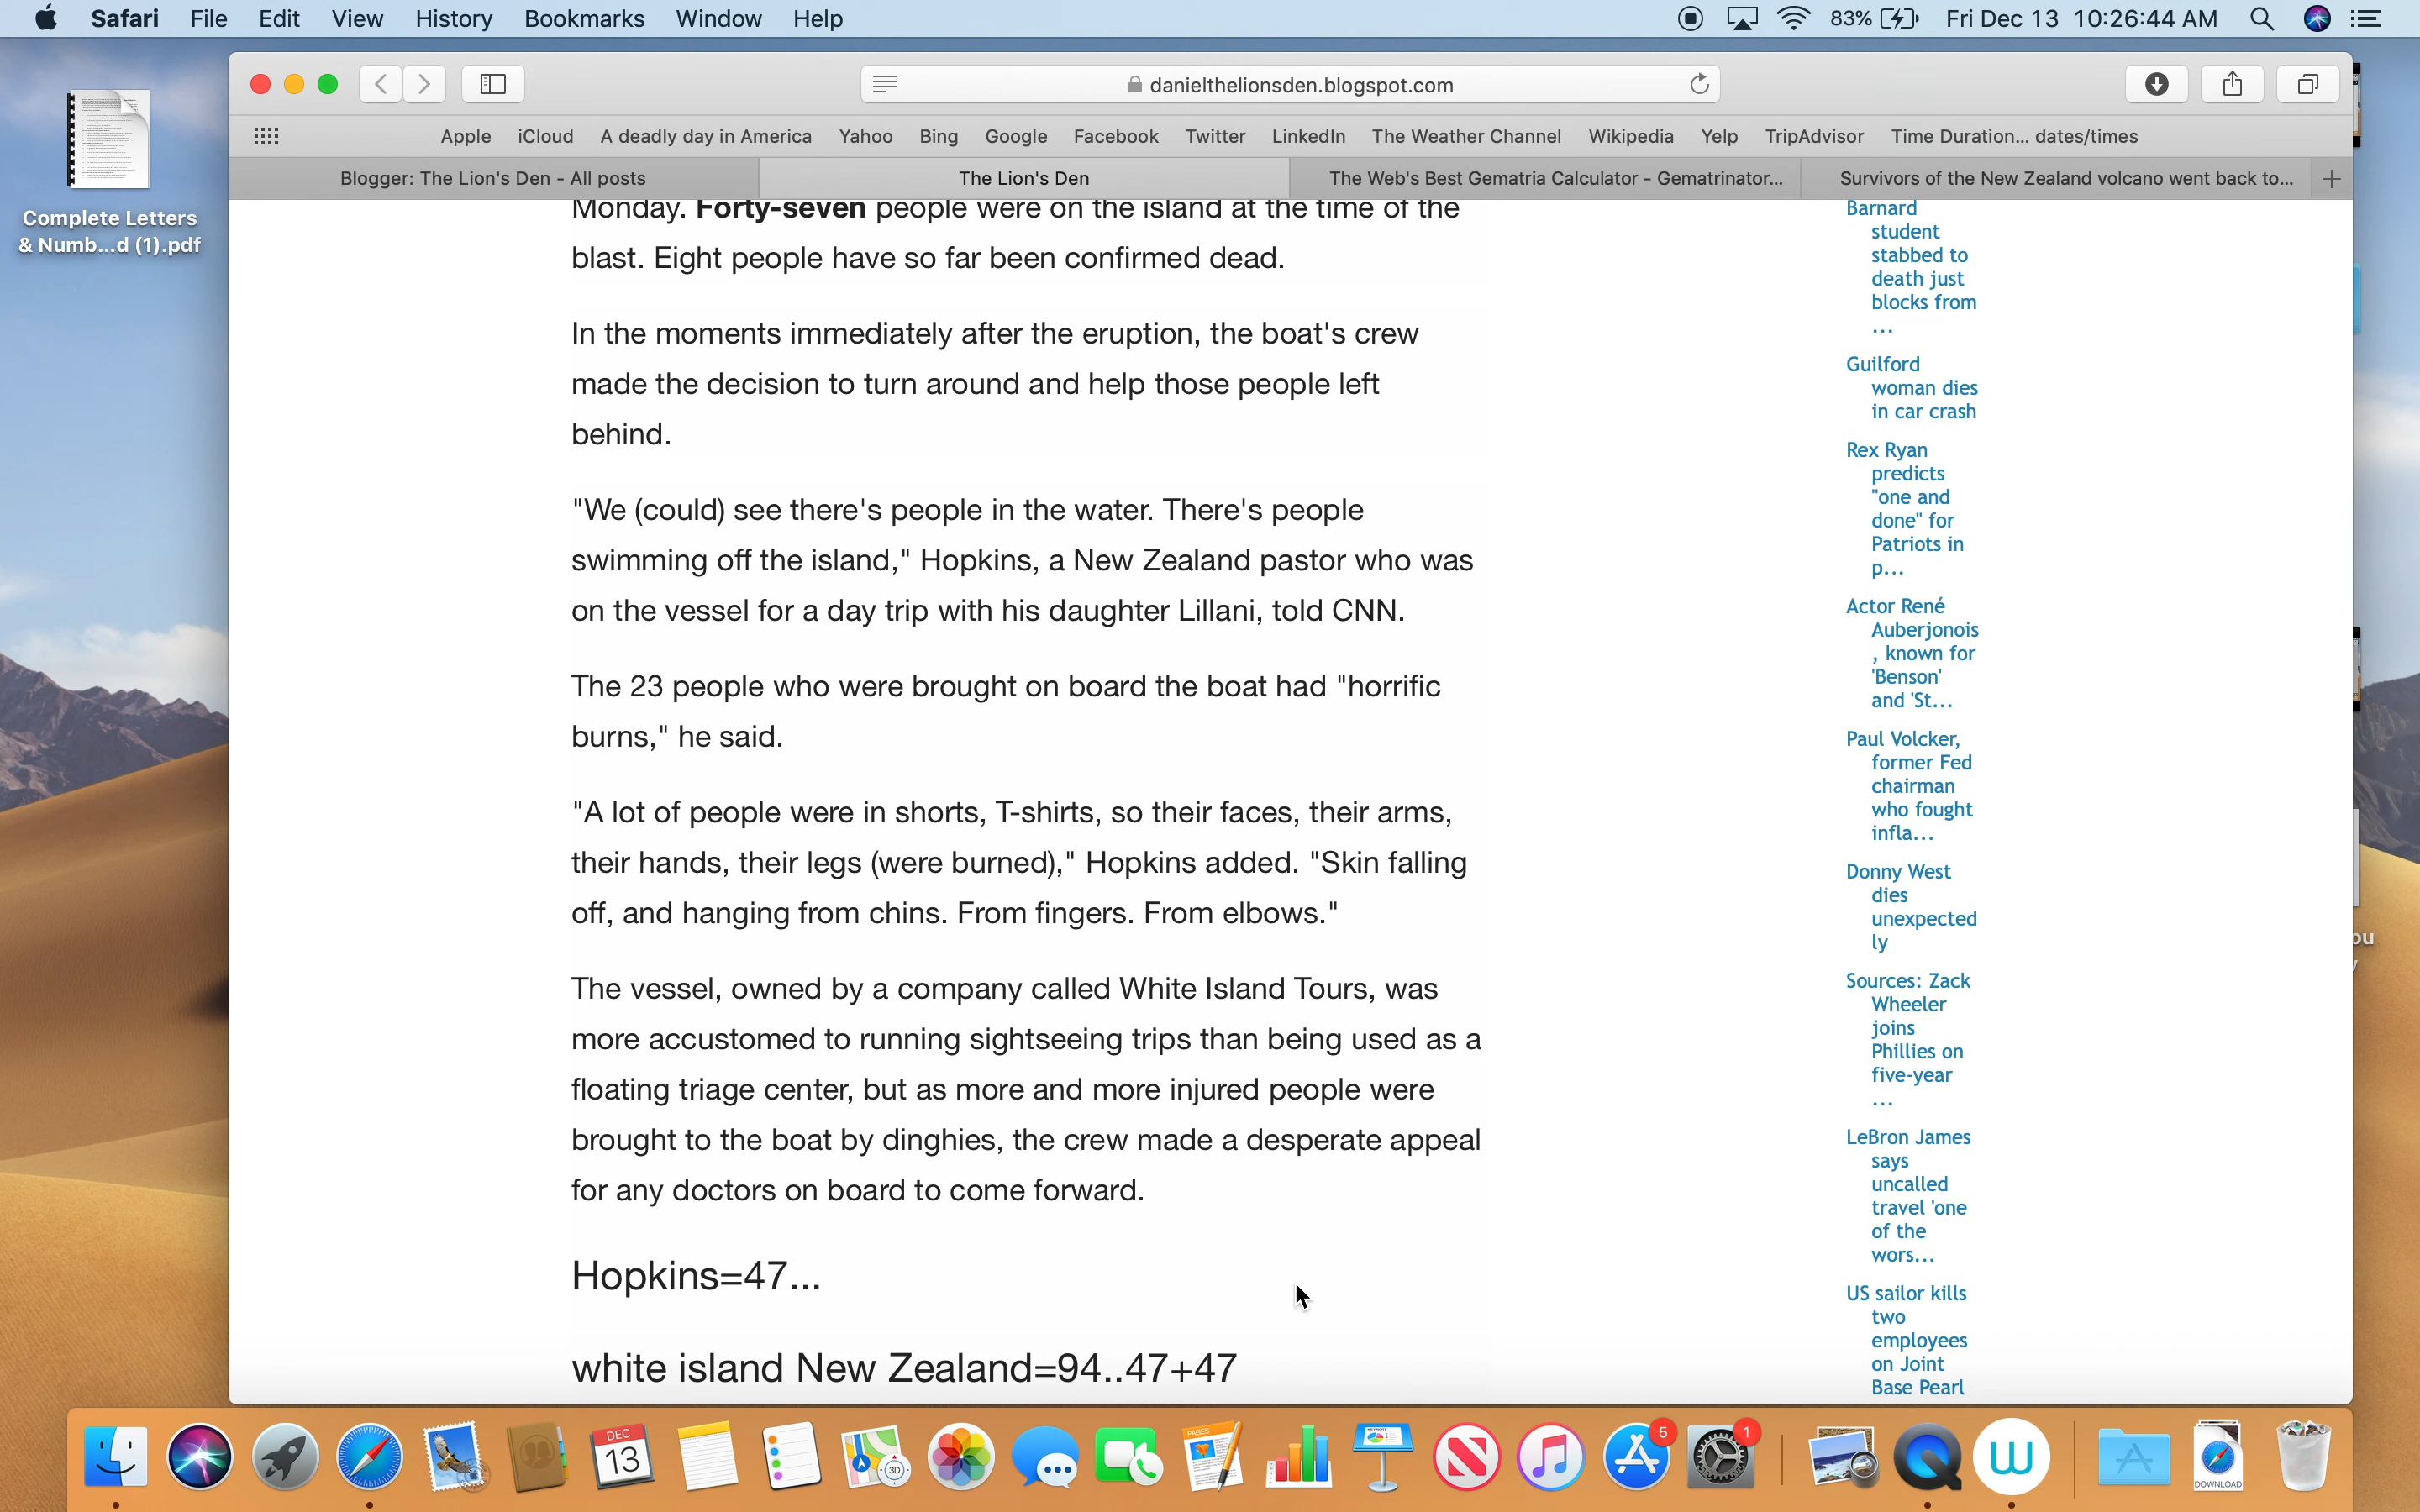 Safari File Edit View History Bookmarks Window Help 83% Fri Dec 13 10:26:44 AM
danielthelionsden.blogspot.com
Apple iCloud A deadly day in America Yahoo Bing Google Facebook Twitter LinkedIn The Weather Channel Wikipedia Yelp TripAdvisor Time Duration... dates/times
Blogger: The Lion's Den - All posts
The Lion's Den
The Web's Best Gematria Calculator - Gematrinator...
Survivors of the New Zealand volcano went back to...
Complete Letters
& Numb...d (1).pdf
Monday. Forty-seven people were on the island at the time of the
blast. Eight people have so far been confirmed dead.
In the moments immediately after the eruption, the boat's crew
made the decision to turn around and help those people left
behind.
"We (could) see there's people in the water. There's people
swimming off the island," Hopkins, a New Zealand pastor who was
on the vessel for a day trip with his daughter Lillani, told CNN.
The 23 people who were brought on board the boat had "horrific
burns," he said.
"A lot of people were in shorts, T-shirts, so their faces, their arms,
their hands, their legs (were burned)," Hopkins added. "Skin falling
off, and hanging from chins. From fingers. From elbows."
The vessel, owned by a company called White Island Tours, was
more accustomed to running sightseeing trips than being used as a
floating triage center, but as more and more injured people were
brought to the boat by dinghies, the crew made a desperate appeal
for any doctors on board to come forward.
Hopkins=47...
white island New Zealand=94..47+47
Barnard
student
stabbed to
death just
blocks from
...
Guilford
woman dies
in car crash
Rex Ryan
predicts
"one and
done" for
Patriots in
p...
Actor René
Auberjonois
, known for
'Benson'
and 'St...
Paul Volcker,
former Fed
chairman
who fought
infla...
Donny West
dies
unexpected
ly
Sources: Zack
Wheeler
joins
Phillies on
five-year
...
LeBron James
says
uncalled
travel 'one
of the
wors...
US sailor kills
two
employees
on Joint
Base Pearl
ou
DEC
13
3D
PAGES
5
1
W
DOWNLOAD